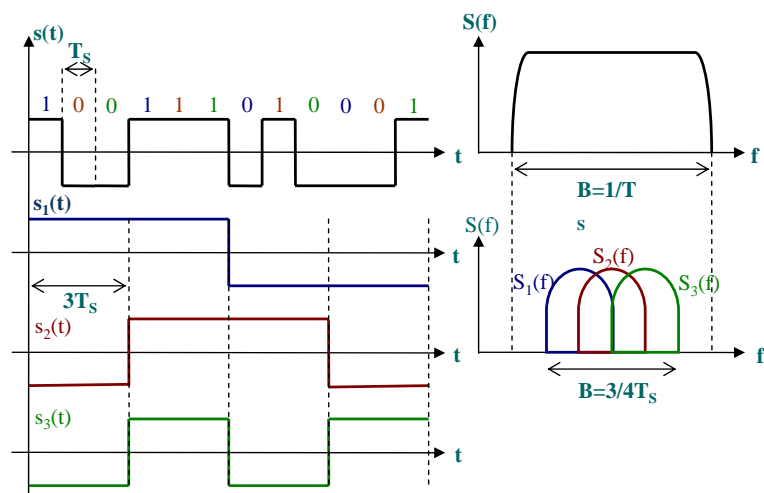 s(t)
T_S
1 0 0 1 1 1 0 1 0 0 0 1
t
s_1(t)
t
3T_S
s_2(t)
t
s_3(t)
t
S(f)
f
B=1/T
s
S(f)
S_1(f)
S_2(f)
S_3(f)
f
B=3/4T_S